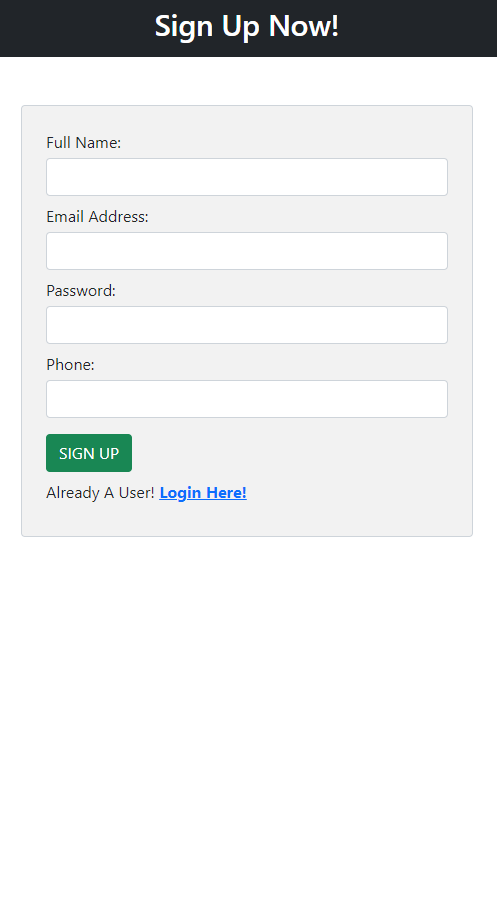 Sign Up Now!
Full Name:
Email Address:
Password:
Phone:
SIGN UP
Already A User! Login Here!